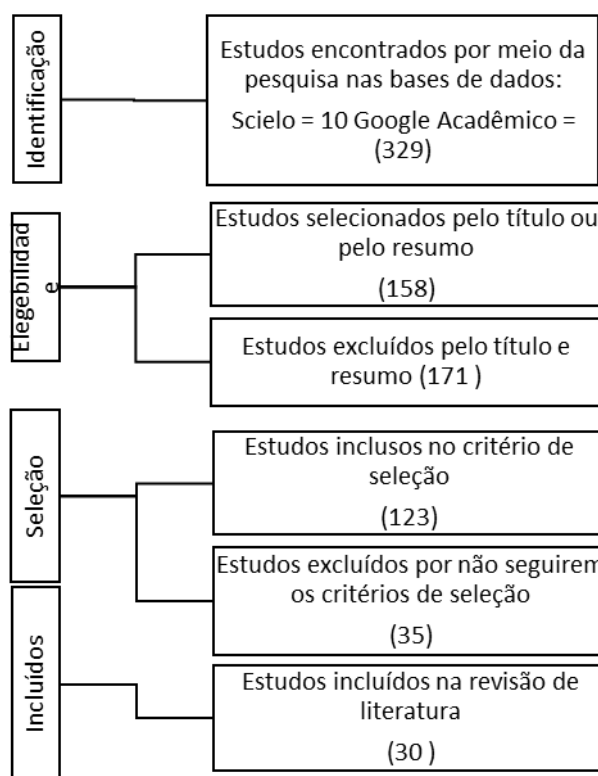 Identificação
Estudos encontrados por meio da
pesquisa nas bases de dados:
Scielo = 10 Google Acadêmico =
(329)
Elegebilidad
e
Estudos selecionados pelo título ou
pelo resumo
(158)
Estudos excluídos pelo título e
resumo (171 )
Seleção
Estudos inclusos no critério de
seleção
(123)
Estudos excluídos por não seguirem
os critérios de seleção
(35)
Incluídos
Estudos incluídos na revisão de
literatura
(30 )